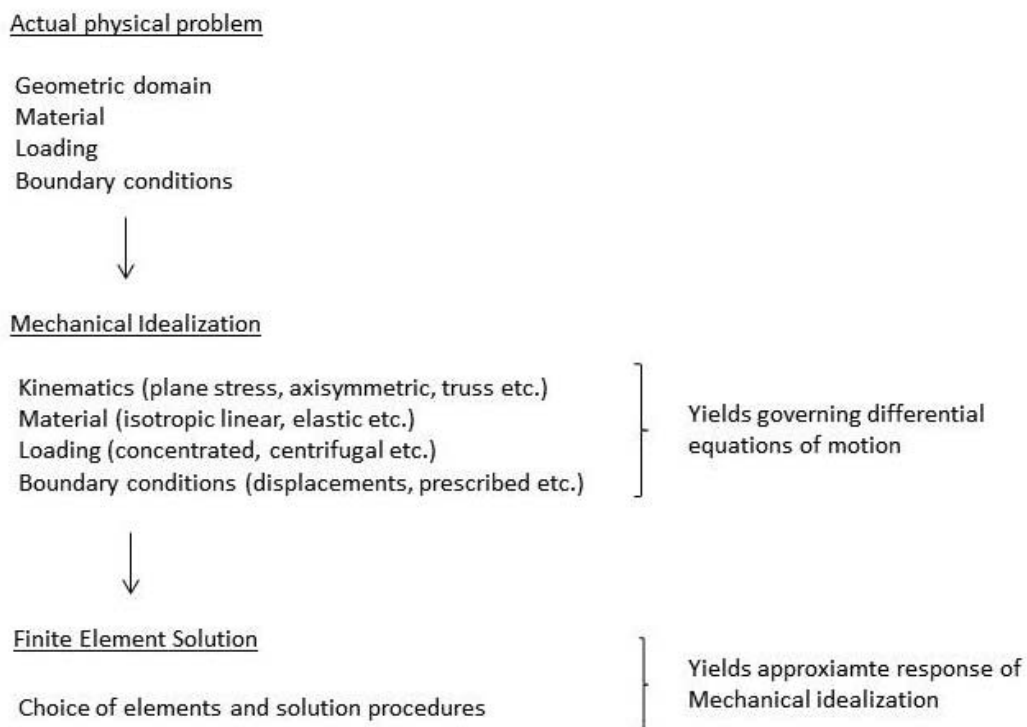 Actual physical problem
Geometric domain
Material
Loading
Boundary conditions
Mechanical Idealization
Kinematics (plane stress, axisymmetric, truss etc.)
Material (isotropic linear, elastic etc.)
Loading (concentrated, centrifugal etc.)
Boundary conditions (displacements, prescribed etc.)
Yields governing differential
equations of motion
Finite Element Solution
Choice of elements and solution procedures
Yields approxiamte response of
Mechanical idealization